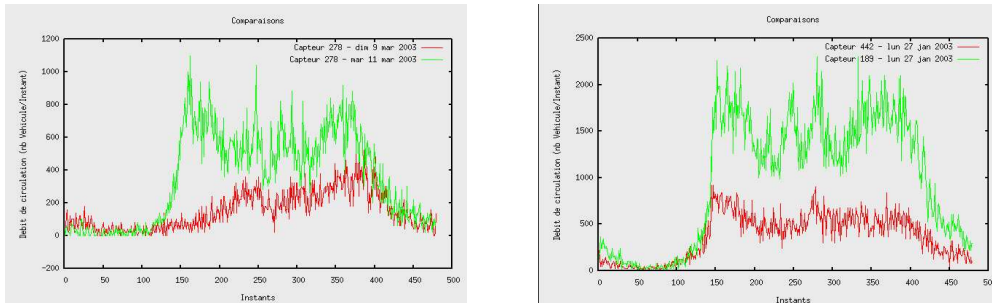 Comparaisons
Capteur 278 - dim 9 mar 2003
Capteur 278 - mar 11 mar 2003
Debit de circulation (nb Vehicule/Instant)
1200
1000
800
600
400
200
0
-200
0 50 100 150 200 250 300 350 400 450 500
Instants
Comparaisons
Capteur 442 - lun 27 jan 2003
Capteur 189 - lun 27 jan 2003
Debit de circulation (nb Vehicule/Instant)
2500
2000
1500
1000
500
0
0 50 100 150 200 250 300 350 400 450 500
Instants